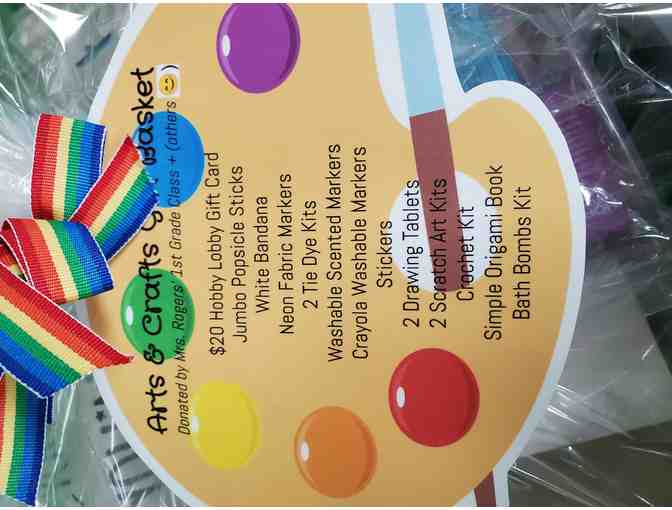 Arts & Crafts Basket
Donated by Mrs. Rogers' 1st Grade Class + (others 😊)
$20 Hobby Lobby Gift Card
Jumbo Popsicle Sticks
White Bandana
Neon Fabric Markers
2 Tie Dye Kits
Washable Scented Markers
Crayola Washable Markers
Stickers
2 Drawing Tablets
2 Scratch Art Kits
Crochet Kit
Simple Origami Book
Bath Bombs Kit